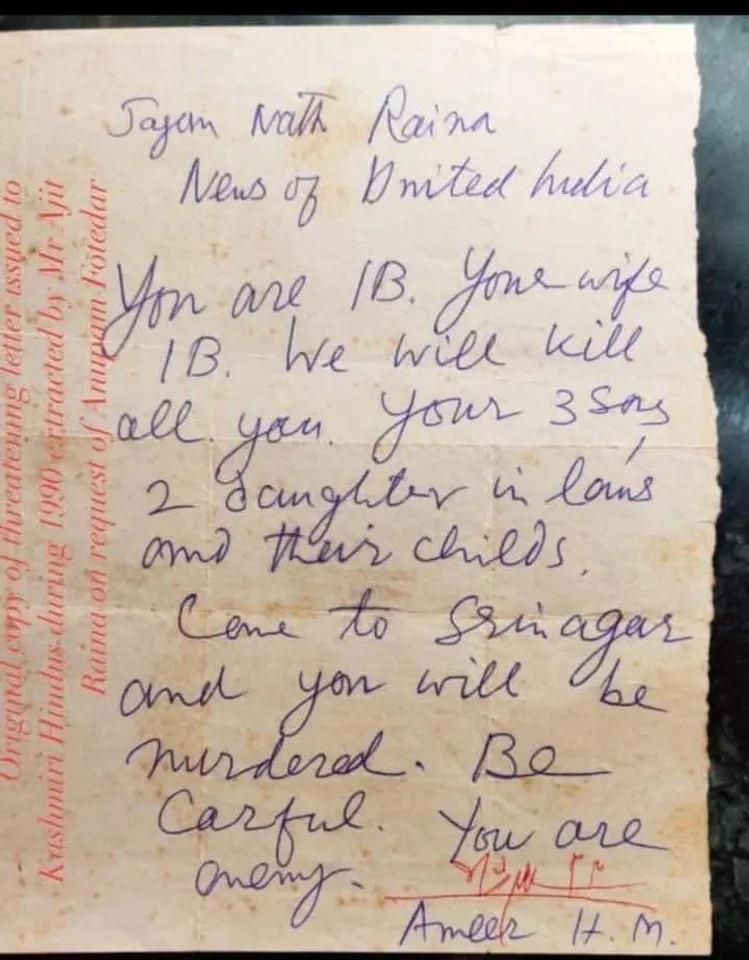 Jagarn Nath Raina
News of United India
You are IB. Your wife
IB. We will kill
all you. Your 3 Sons,
2 daughter in laws
and their childs.
Come to Srinagar
and you will be
murdered. Be
Carful. You are
enemy.
Ameer H. M.
Original copy of threatening letter issued to
Kashmiri Hindus during 1990 extracted by Mr Ajit
Raina on request of Anupam Fotedar